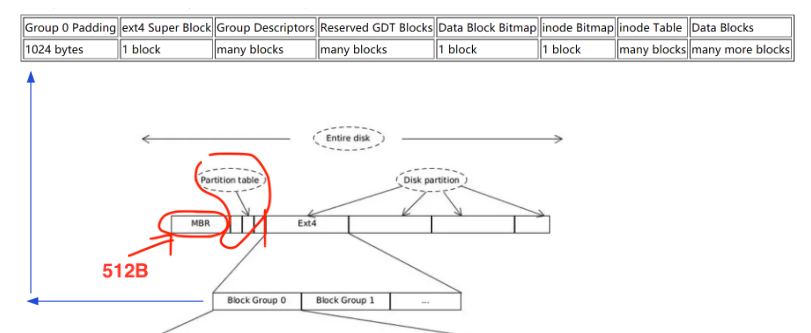 Group 0 Padding ext4 Super Block Group Descriptors Reserved GDT Blocks Data Block Bitmap inode Bitmap inode Table Data Blocks
1024 bytes 1 block many blocks many blocks 1 block 1 block many blocks many more blocks
Entire disk
Partition table Disk partition
MBR Ext4
512B
Block Group 0 Block Group 1 ...